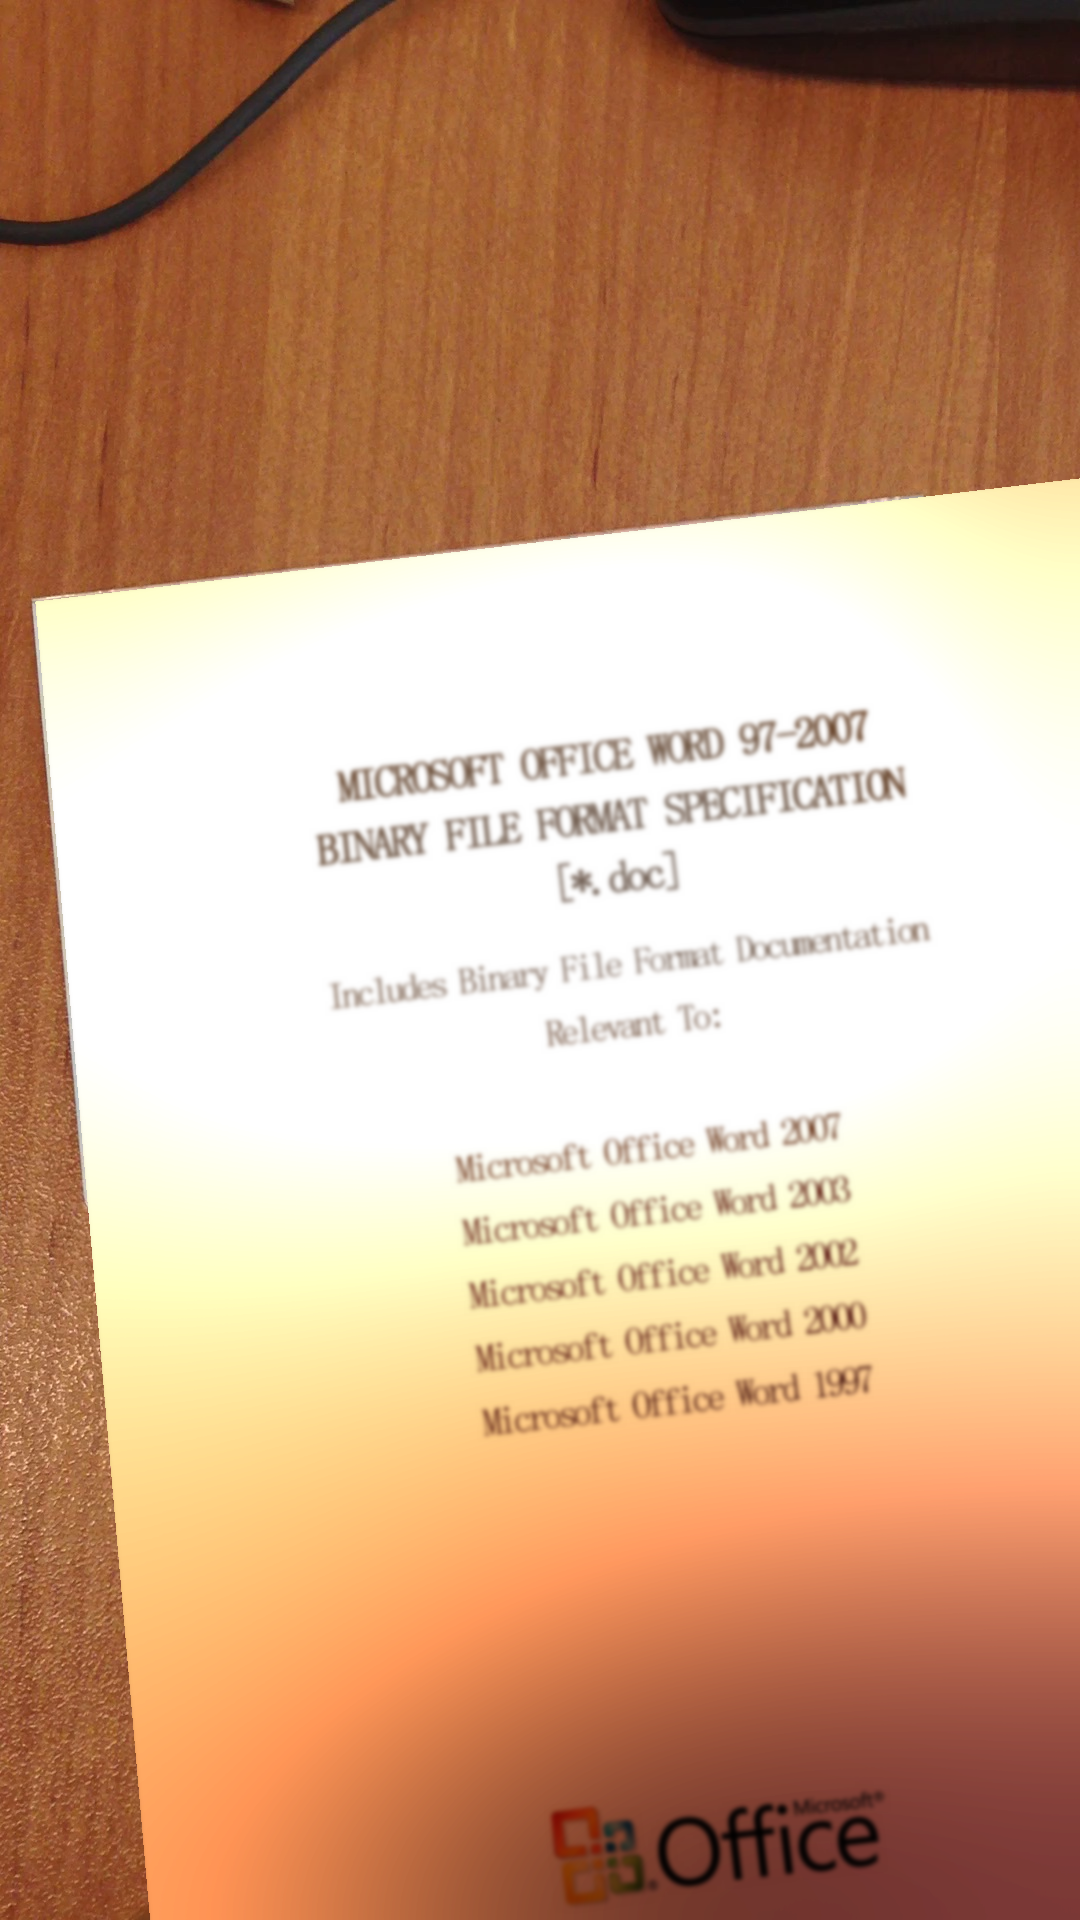 MICROSOFT OFFICE WORD 97-2007
BINARY FILE FORMAT SPECIFICATION
[*.doc]
Includes Binary File Format Documentation
Relevant To:
Microsoft Office Word 2007
Microsoft Office Word 2003
Microsoft Office Word 2002
Microsoft Office Word 2000
Microsoft Office Word 1997
Microsoft®
Office